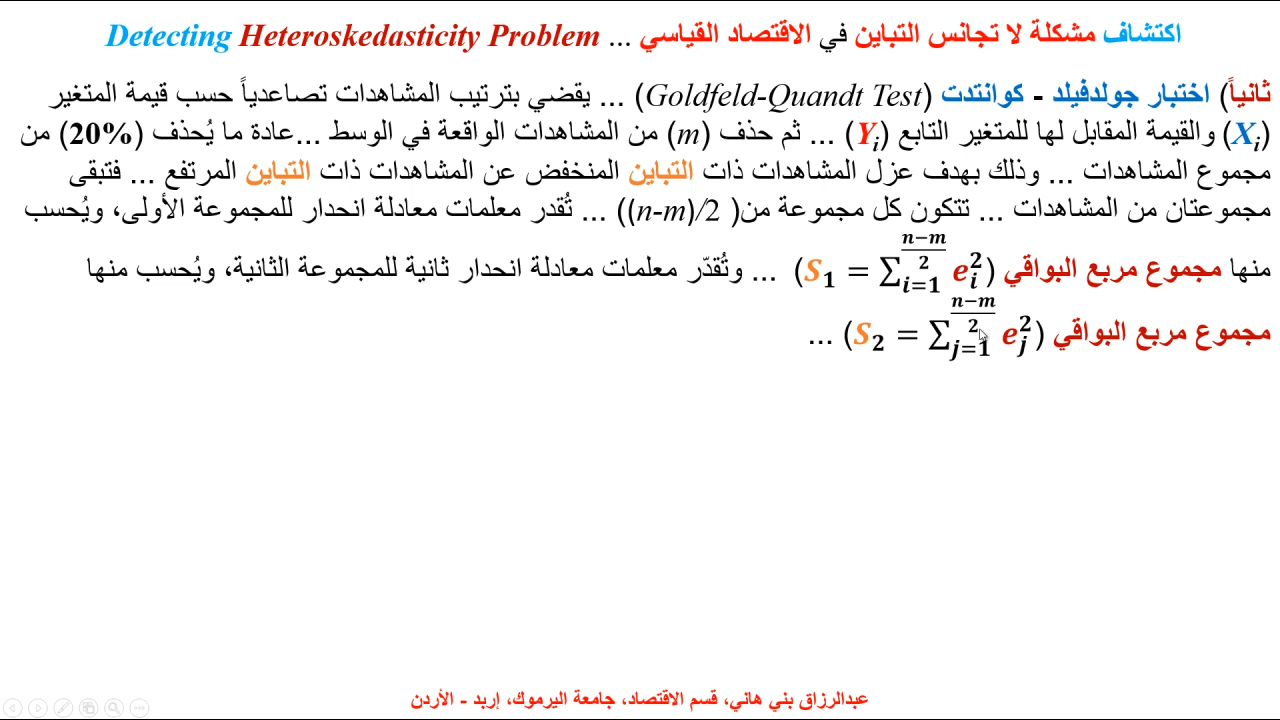 اكتشاف مشكلة لا تجانس التباين في الاقتصاد القياسي ... Detecting Heteroskedasticity Problem
ثانياً) اختبار جولدفيلد - كوانتدت (Goldfeld-Quandt Test) ... يقضي بترتيب المشاهدات تصاعدياً حسب قيمة المتغير
(Xᵢ) والقيمة المقابل لها للمتغير التابع (Yᵢ) ... ثم حذف (m) من المشاهدات الواقعة في الوسط ...عادة ما يُحذف (20%) من
مجموع المشاهدات ... وذلك بهدف عزل المشاهدات ذات التباين المنخفض عن المشاهدات ذات التباين المرتفع ... فتبقى
مجموعتان من المشاهدات ... تتكون كل مجموعة من( 2/(n-m)) ... تُقدر معلمات معادلة انحدار للمجموعة الأولى، ويُحسب
منها مجموع مربع البواقي (S₁ = ∑_{i=1}^{\frac{n-m}{2}} e_i^2) ... وتُقدّر معلمات معادلة انحدار ثانية للمجموعة الثانية، ويُحسب منها
مجموع مربع البواقي (S₂ = ∑_{j=1}^{\frac{n-m}{2}} e_j^2) ...
عبدالرزاق بني هاني، قسم الاقتصاد، جامعة اليرموك، إربد - الأردن